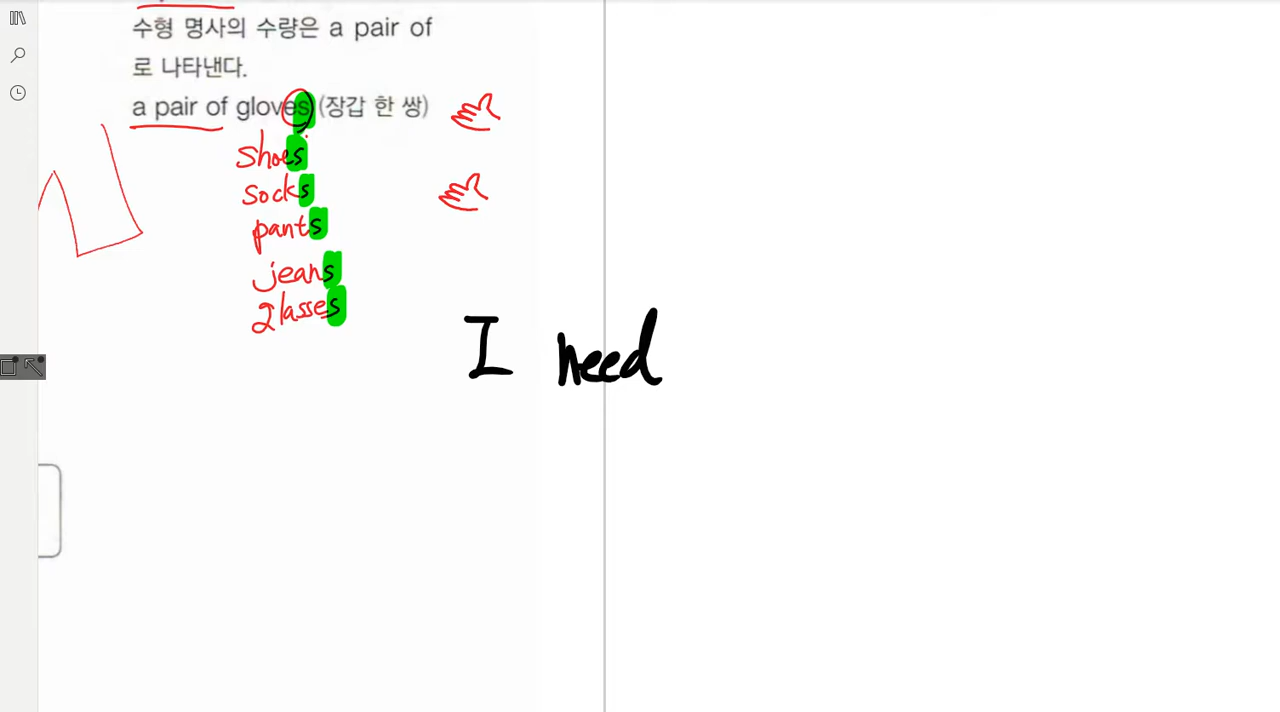 수형 명사의 수량은 a pair of
로 나타낸다.
a pair of gloves (장갑 한 쌍)
shoes
socks
pants
jeans
glasses
I need